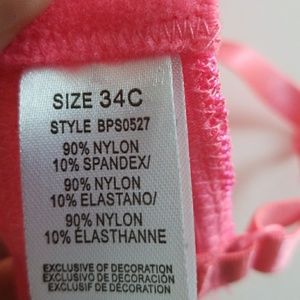 SIZE 34C
STYLE BPS0527
90% NYLON
10% SPANDEX/
90% NYLON
10% ELASTANO/
90% NYLON
10% ÉLASTHANNE
EXCLUSIVE OF DECORATION
EXCLUSIVO DE DECORACIÓN
EXCLUSIF DE DÉCORATION